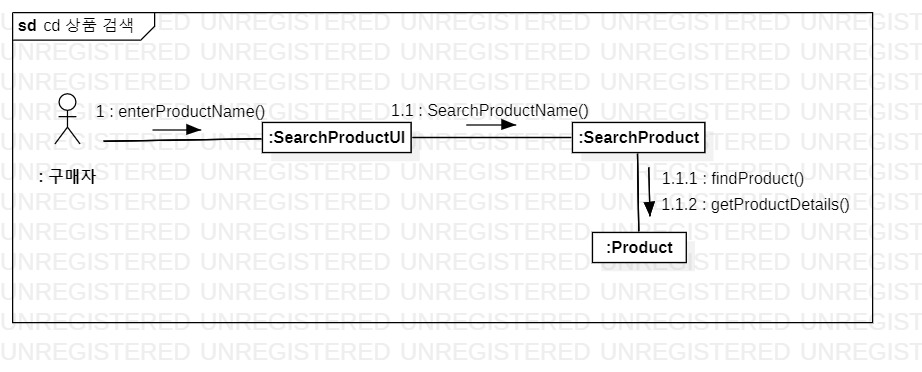 sd cd 상품 검색
1 : enterProductName()
1.1 : SearchProductName()
:SearchProductUI
:SearchProduct
: 구매자
1.1.1 : findProduct()
1.1.2 : getProductDetails()
:Product
UNREGISTERED UNREGISTERED UNREGISTERED UNREGISTERED UNREGIST